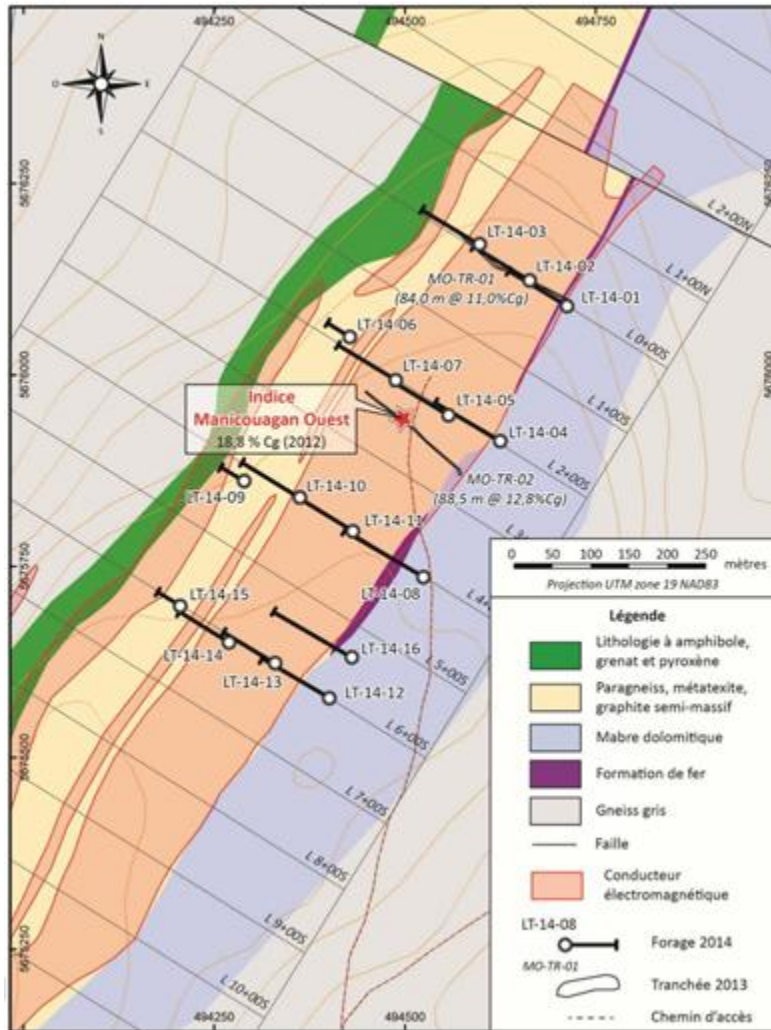 494250
494500
494750
N
O
E
S
5676250
5676250
L 2+00N
LT-14-03
LT-14-02
L 1+00N
MO-TR-01
(84,0 m @ 11,0%Cg)
LT-14-01
LT-14-06
L 0+00S
5676000
5676000
LT-14-07
L 1+00S
Indice
Manicouagan Ouest
18,8 % Cg (2012)
LT-14-05
LT-14-04
L 2+00S
LT-14-09
LT-14-10
MO-TR-02
(88,5 m @ 12,8%Cg)
LT-14-11
5675750
LT-14-15
LT-14-08
LT-14-14
LT-14-16
L 5+00S
LT-14-13
LT-14-12
L 6+00S
5675500
L 7+00S
L 8+00S
L 9+00S
L 10+00S
494250
494500
0 50 100 150 200 250 mètres
Projection UTM zone 19 NAD83
Légende
Lithologie à amphibole,
grenat et pyroxène
Paragneiss, métatexite,
graphite semi-massif
Mabre dolomitique
Formation de fer
Gneiss gris
Faille
Conducteur
électromagnétique
LT-14-08
Forage 2014
MO-TR-01
Tranchée 2013
Chemin d'accès